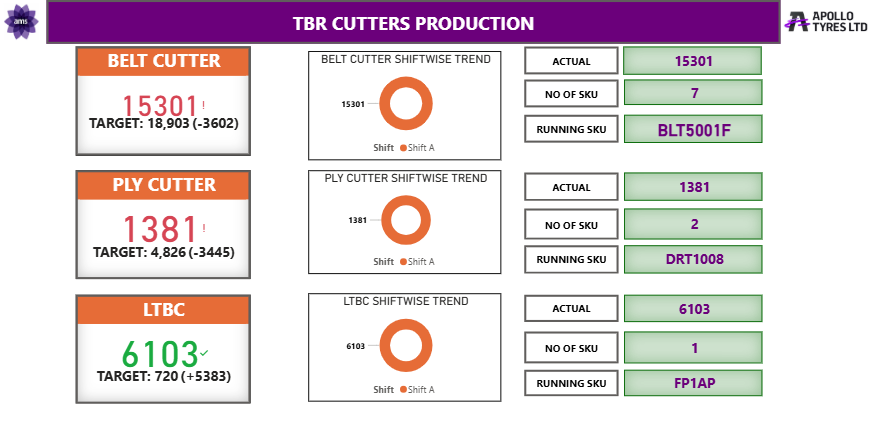 ams
TBR CUTTERS PRODUCTION
APOLLO
TYRES LTD
BELT CUTTER
15301!
TARGET: 18,903 (-3602)
BELT CUTTER SHIFTWISE TREND
15301
Shift Shift A
ACTUAL
15301
NO OF SKU
7
RUNNING SKU
BLT5001F
PLY CUTTER
1381!
TARGET: 4,826 (-3445)
PLY CUTTER SHIFTWISE TREND
1381
Shift Shift A
ACTUAL
1381
NO OF SKU
2
RUNNING SKU
DRT1008
LTBC
6103✓
TARGET: 720 (+5383)
LTBC SHIFTWISE TREND
6103
Shift Shift A
ACTUAL
6103
NO OF SKU
1
RUNNING SKU
FP1AP